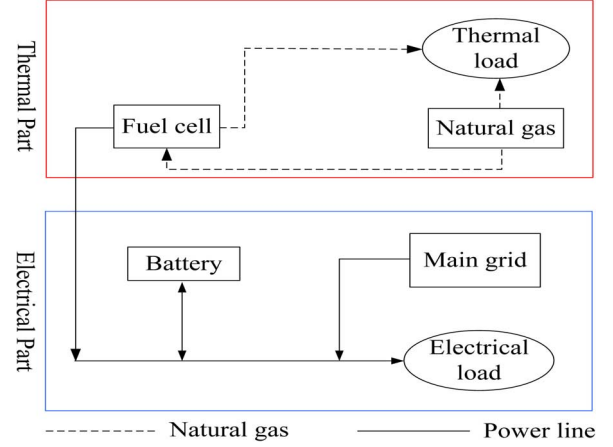 Thermal Part
Thermal
load
Fuel cell
Natural gas
Electrical Part
Battery
Main grid
Electrical
load
Natural gas
Power line